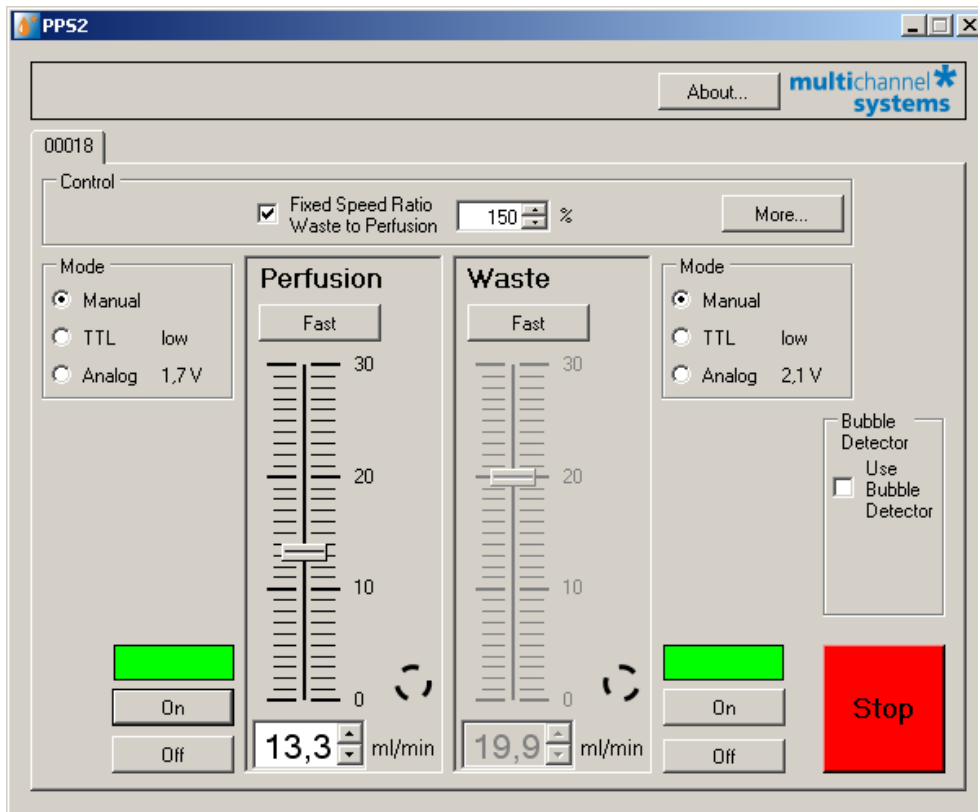 PPS2
About...
multichannel*
systems
00018
Control
Fixed Speed Ratio
Waste to Perfusion
150 %
More...
Mode
Manual
TTL low
Analog 1,7 V
Perfusion
Fast
30
20
10
0
13,3 ml/min
Waste
Fast
30
20
10
0
19,9 ml/min
Mode
Manual
TTL low
Analog 2,1 V
Bubble
Detector
Use
Bubble
Detector
On
Off
On
Off
Stop